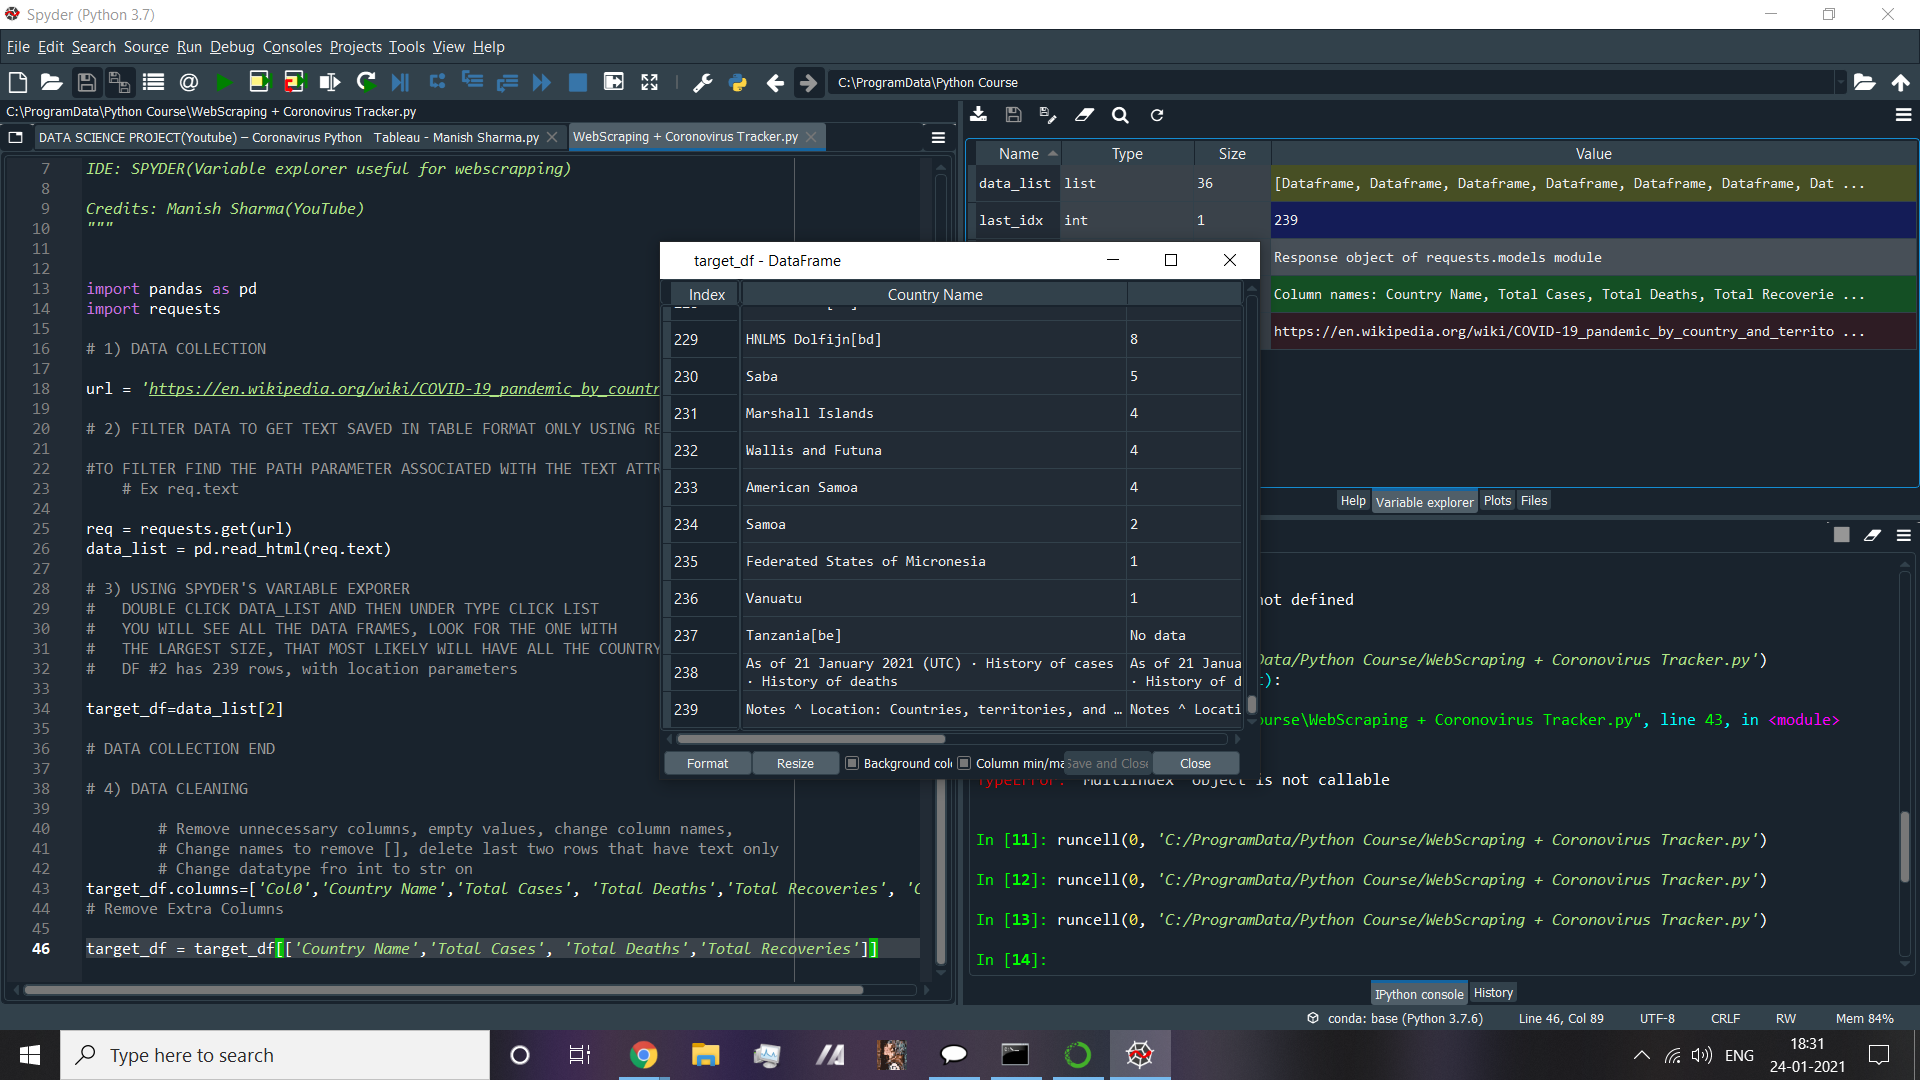 Spyder (Python 3.7)
File Edit Search Source Run Debug Consoles Projects Tools View Help
C:\ProgramData\Python Course
C:\ProgramData\Python Course\WebScraping + Coronovirus Tracker.py
DATA SCIENCE PROJECT(Youtube) – Coronavirus Python Tableau - Manish Sharma.py
WebScraping + Coronovirus Tracker.py
7 IDE: SPYDER(Variable explorer useful for webscrapping)
8
9 Credits: Manish Sharma(YouTube)
10 """
11
12
13 import pandas as pd
14 import requests
15
16 # 1) DATA COLLECTION
17
18 url = 'https://en.wikipedia.org/wiki/COVID-19_pandemic_by_countr
19
20 # 2) FILTER DATA TO GET TEXT SAVED IN TABLE FORMAT ONLY USING RE
21
22 #TO FILTER FIND THE PATH PARAMETER ASSOCIATED WITH THE TEXT ATTR
23 # Ex req.text
24
25 req = requests.get(url)
26 data_list = pd.read_html(req.text)
27
28 # 3) USING SPYDER'S VARIABLE EXPORER
29 # DOUBLE CLICK DATA_LIST AND THEN UNDER TYPE CLICK LIST
30 # YOU WILL SEE ALL THE DATA FRAMES, LOOK FOR THE ONE WITH
31 # THE LARGEST SIZE, THAT MOST LIKELY WILL HAVE ALL THE COUNTRY
32 # DF #2 has 239 rows, with location parameters
33
34 target_df=data_list[2]
35
36 # DATA COLLECTION END
37
38 # 4) DATA CLEANING
39
40 # Remove unnecessary columns, empty values, change column names,
41 # Change names to remove [], delete last two rows that have text only
42 # Change datatype fro int to str on
43 target_df.columns=['Col0','Country Name','Total Cases', 'Total Deaths','Total Recoveries', 'C
44 # Remove Extra Columns
45
46 target_df = target_df[['Country Name','Total Cases', 'Total Deaths','Total Recoveries']]
Name Type Size Value
data_list list 36 [Dataframe, Dataframe, Dataframe, Dataframe, Dataframe, Dataframe, Dat ...
last_idx int 1 239
Response object of requests.models module
Column names: Country Name, Total Cases, Total Deaths, Total Recoverie ...
https://en.wikipedia.org/wiki/COVID-19_pandemic_by_country_and_territo ...
target_df - DataFrame
Index Country Name
229 HNLMS Dolfijn[bd] 8
230 Saba 5
231 Marshall Islands 4
232 Wallis and Futuna 4
233 American Samoa 4
234 Samoa 2
235 Federated States of Micronesia 1
236 Vanuatu 1
237 Tanzania[be] No data
238 As of 21 January 2021 (UTC) · History of cases As of 21 Janua
· History of deaths · History of d
239 Notes ^ Location: Countries, territories, and … Notes ^ Locati
Format Resize Background col Column min/ma Save and Close Close
Help Variable explorer Plots Files
not defined
Data/Python Course/WebScraping + Coronovirus Tracker.py')
):
ourse\WebScraping + Coronovirus Tracker.py", line 43, in <module>
TypeError: 'MultiIndex' object is not callable
In [11]: runcell(0, 'C:/ProgramData/Python Course/WebScraping + Coronovirus Tracker.py')
In [12]: runcell(0, 'C:/ProgramData/Python Course/WebScraping + Coronovirus Tracker.py')
In [13]: runcell(0, 'C:/ProgramData/Python Course/WebScraping + Coronovirus Tracker.py')
In [14]:
IPython console History
conda: base (Python 3.7.6) Line 46, Col 89 UTF-8 CRLF RW Mem 84%
Type here to search
ENG
18:31
24-01-2021